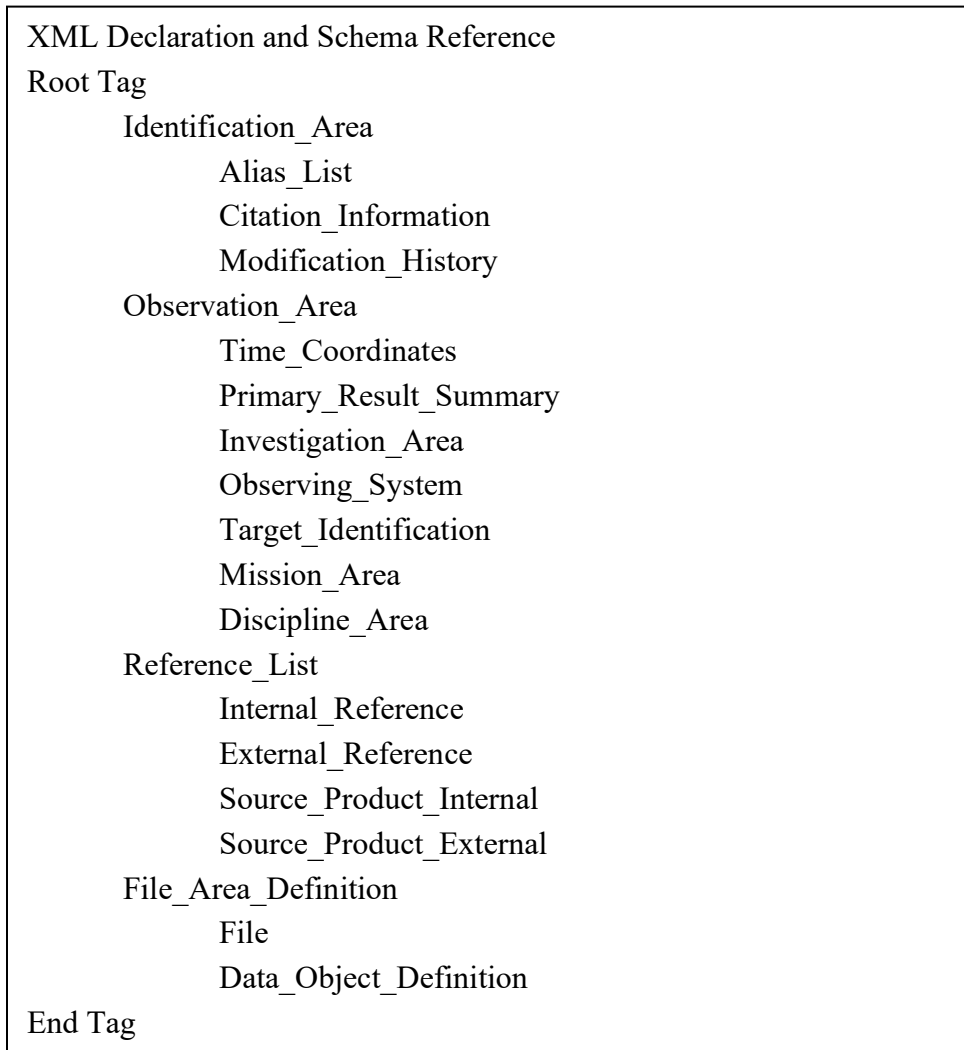 XML Declaration and Schema Reference
Root Tag
Identification_Area
Alias_List
Citation_Information
Modification_History
Observation_Area
Time_Coordinates
Primary_Result_Summary
Investigation_Area
Observing_System
Target_Identification
Mission_Area
Discipline_Area
Reference_List
Internal_Reference
External_Reference
Source_Product_Internal
Source_Product_External
File_Area_Definition
File
Data_Object_Definition
End Tag